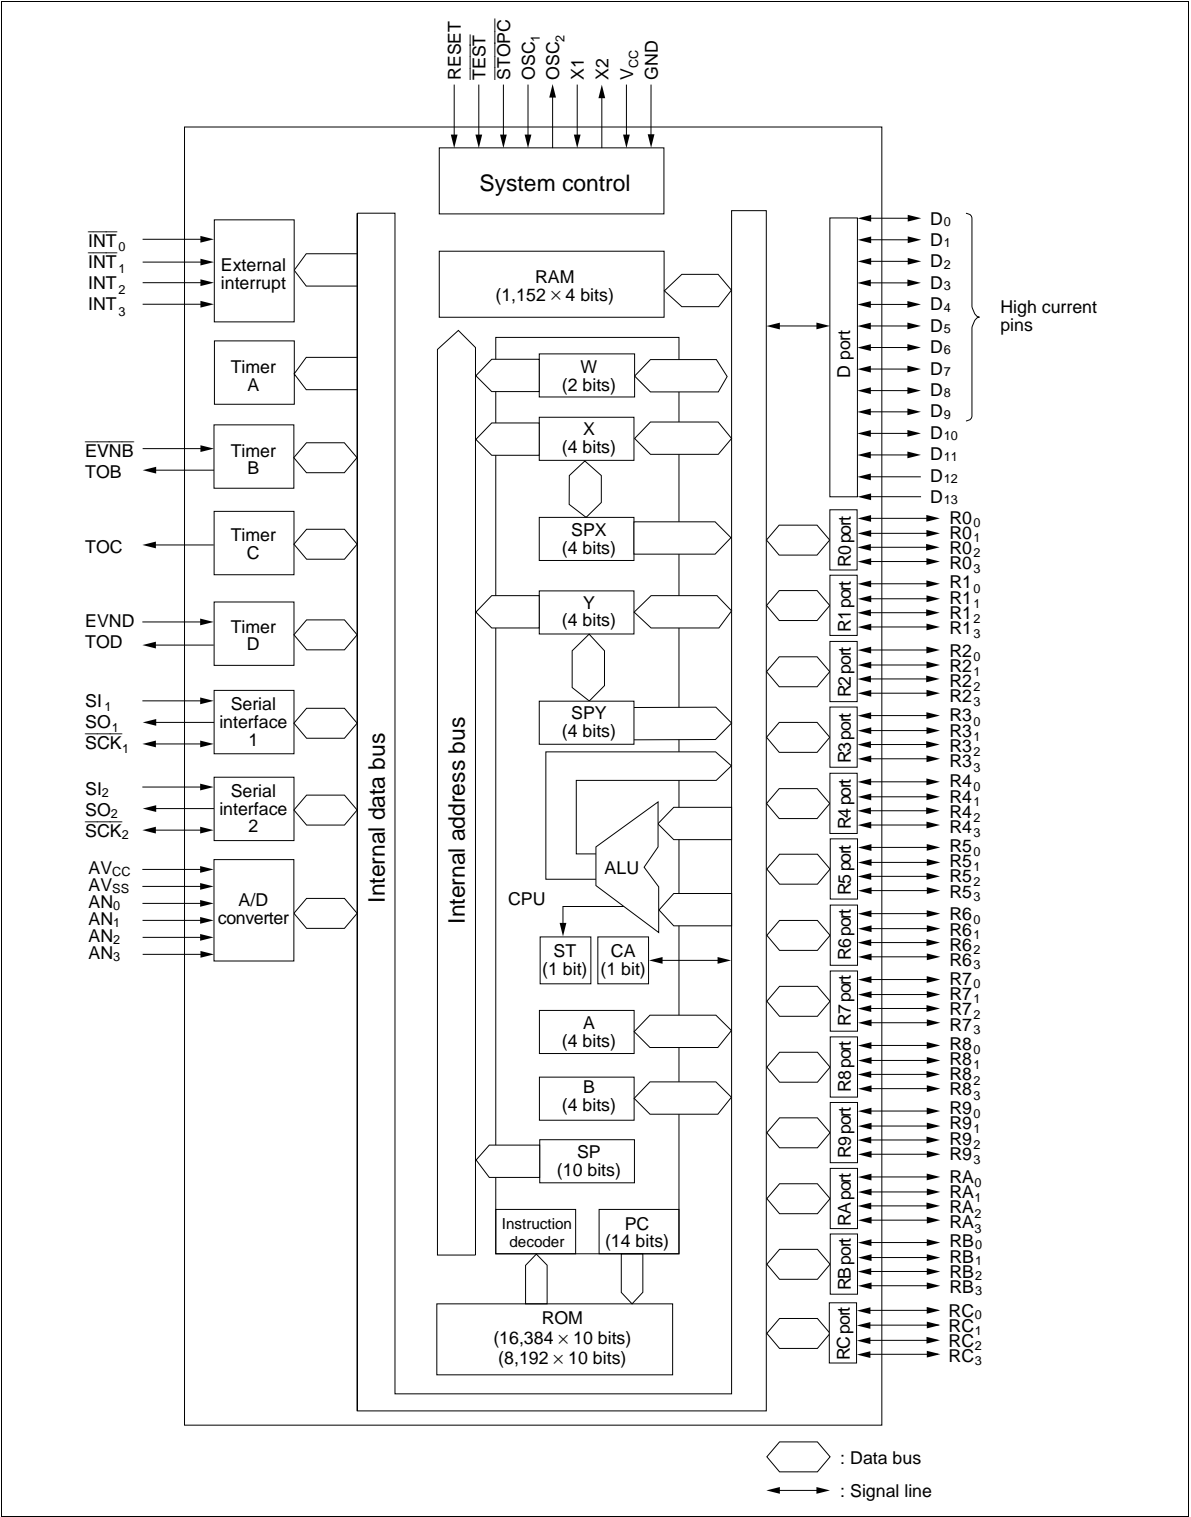 RESET
TEST
STOPC
OSC1
OSC2
X1
X2
VCC
GND
System control
INT0
INT1
INT2
INT3
External
interrupt
Timer
A
EVNB
TOB
Timer
B
TOC
Timer
C
EVND
TOD
Timer
D
SI1
SO1
SCK1
Serial
interface
1
SI2
SO2
SCK2
Serial
interface
2
AVCC
AVSS
AN0
AN1
AN2
AN3
A/D
converter
Internal data bus
Internal address bus
RAM
(1,152 × 4 bits)
W
(2 bits)
X
(4 bits)
SPX
(4 bits)
Y
(4 bits)
SPY
(4 bits)
ALU
CPU
ST
(1 bit)
CA
(1 bit)
A
(4 bits)
B
(4 bits)
SP
(10 bits)
Instruction
decoder
PC
(14 bits)
ROM
(16,384 × 10 bits)
(8,192 × 10 bits)
D port
D0
D1
D2
D3
D4
D5
D6
D7
D8
D9
D10
D11
D12
D13
High current
pins
R0 port
R00
R01
R02
R03
R1 port
R10
R11
R12
R13
R2 port
R20
R21
R22
R23
R3 port
R30
R31
R32
R33
R4 port
R40
R41
R42
R43
R5 port
R50
R51
R52
R53
R6 port
R60
R61
R62
R63
R7 port
R70
R71
R72
R73
R8 port
R80
R81
R82
R83
R9 port
R90
R91
R92
R93
RA port
RA0
RA1
RA2
RA3
RB port
RB0
RB1
RB2
RB3
RC port
RC0
RC1
RC2
RC3
: Data bus
: Signal line